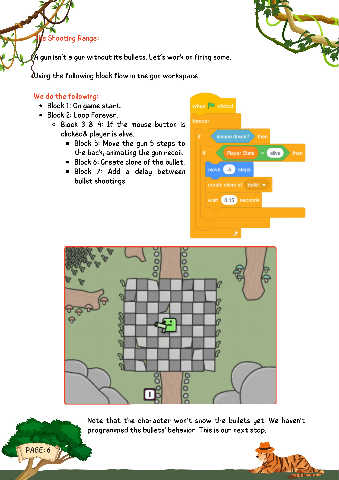 The Shooting Range:
A gun isn't a gun without its bullets. Let's work on firing some.
Using the following block flow in the gun workspace.
We do the following:
• Block 1: On game start.
• Block 2: Loop Forever.
○ Block 3 & 4: If the mouse button is
clicked & player is alive.
■ Block 5: Move the gun 5 steps to
the back, animating the gun recoil.
■ Block 6: Create clone of the bullet.
■ Block 7: Add a delay between
bullet shootings
when clicked
forever
if mouse down? then
if Player State = alive then
move -5 steps
create clone of bullet
wait 0.15 seconds
1
Note that the character won't show the bullets yet. We haven't
programmed the bullets' behavior. This is our next stop.
PAGE: 6